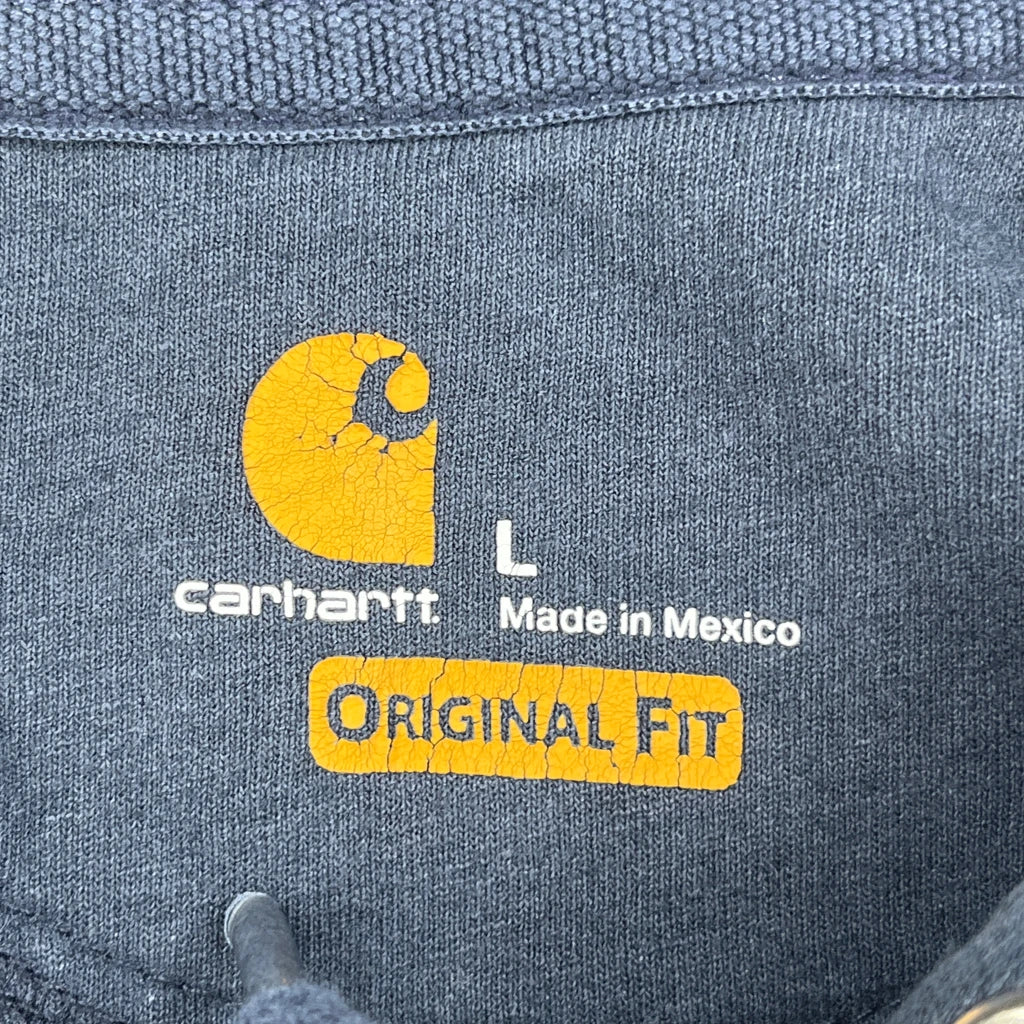 L
carhartt.
Made in Mexico
ORIGINAL FIT